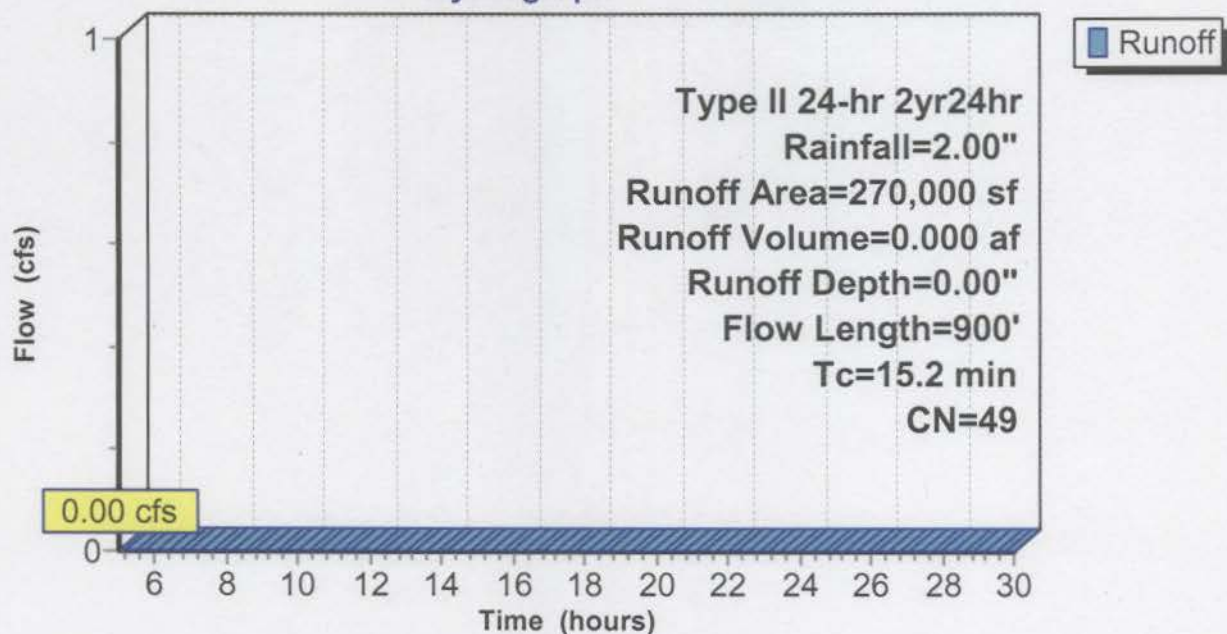 Runoff
1
Type II 24-hr 2yr24hr
Rainfall=2.00"
Runoff Area=270,000 sf
Runoff Volume=0.000 af
Runoff Depth=0.00"
Flow Length=900'
Tc=15.2 min
CN=49
Flow (cfs)
0.00 cfs
0
6 8 10 12 14 16 18 20 22 24 26 28 30
Time (hours)